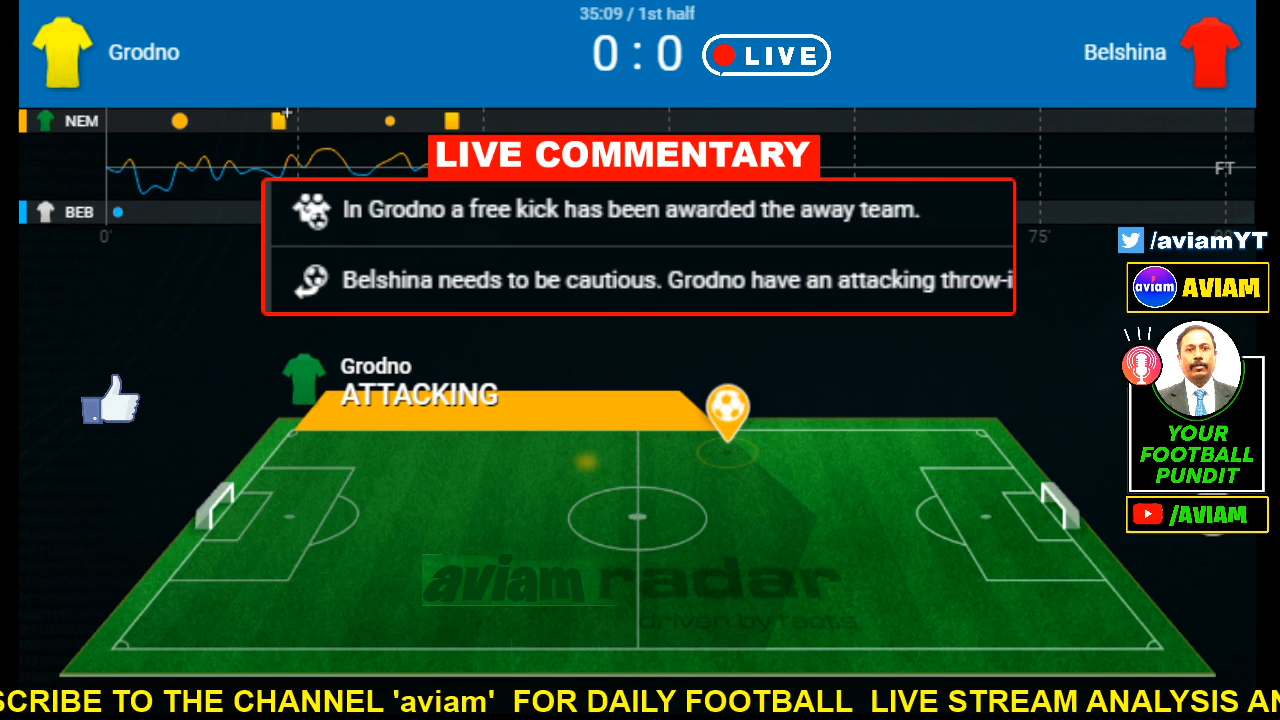 35:09 / 1st half
Grodno
0 : 0
LIVE
Belshina
NEM
LIVE COMMENTARY
FT
In Grodno a free kick has been awarded the away team.
BEB
0'
75'
/aviamYT
Belshina needs to be cautious. Grodno have an attacking throw-i
aviam AVIAM
Grodno
ATTACKING
YOUR
FOOTBALL
PUNDIT
/AVIAM
aviam radar
driven by facts
SCRIBE TO THE CHANNEL 'aviam' FOR DAILY FOOTBALL LIVE STREAM ANALYSIS AN